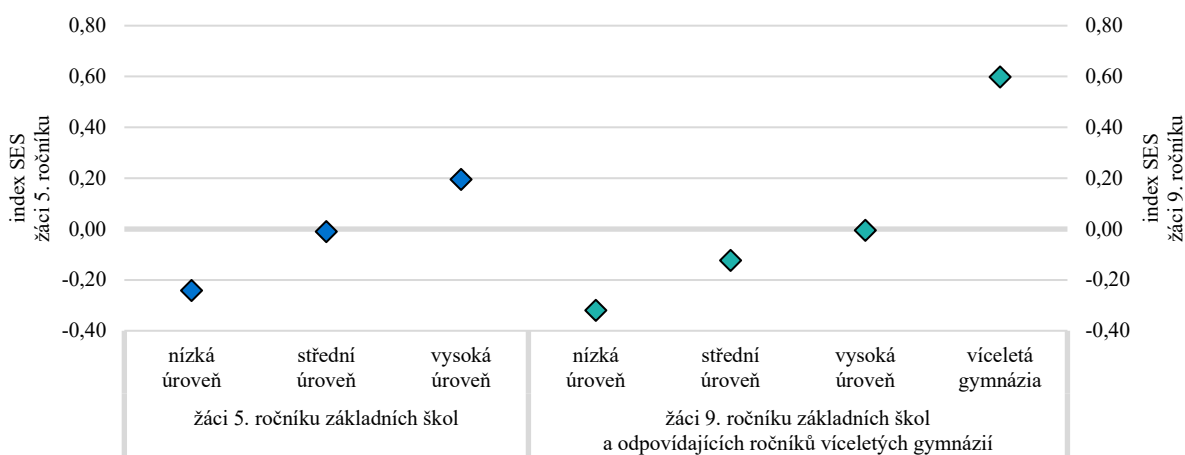 0,80
0,60
0,40
0,20
0,00
-0,20
-0,40
index SES
žáci 5. ročníku
0,80
0,60
0,40
0,20
0,00
-0,20
-0,40
index SES
žáci 9. ročníku
nízká
úroveň
střední
úroveň
vysoká
úroveň
nízká
úroveň
střední
úroveň
vysoká
úroveň
víceletá
gymnázia
žáci 5. ročníku základních škol
žáci 9. ročníku základních škol
a odpovídajících ročníků víceletých gymnázií